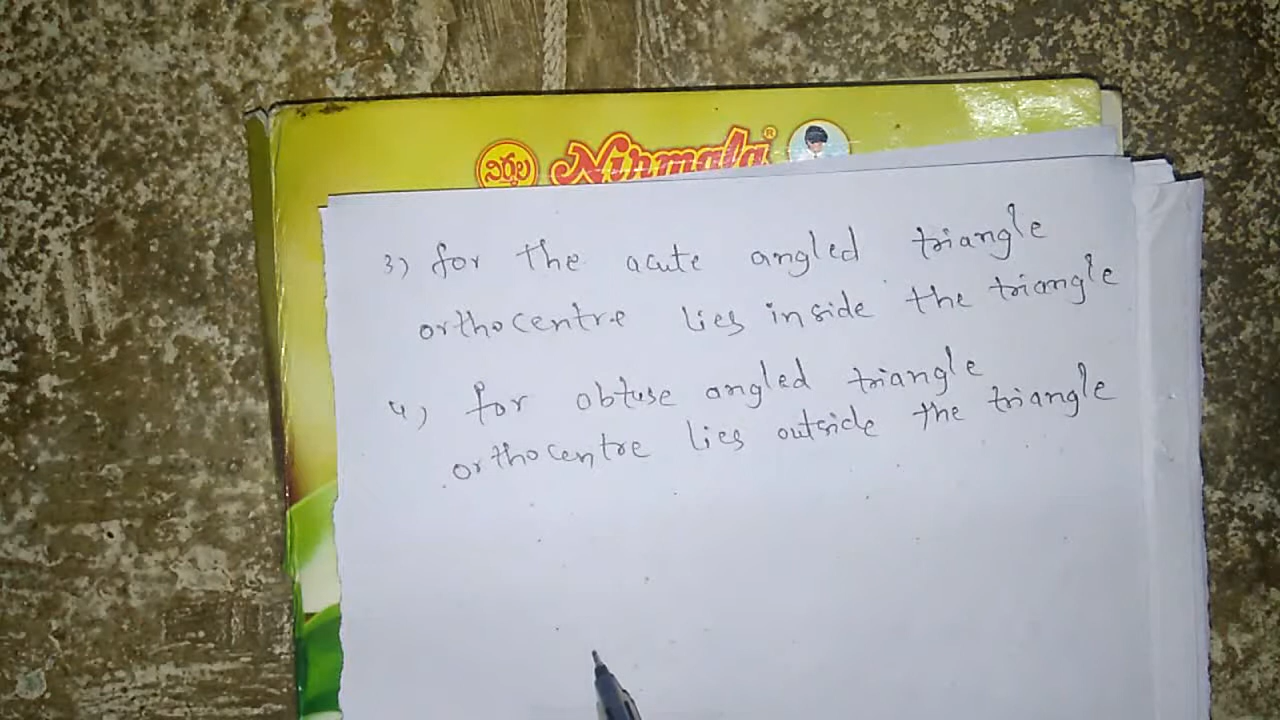 నిర్మల Nirmala®
3) for the acute angled triangle
orthocentre lies inside the triangle
4) for obtuse angled triangle
orthocentre lies outside the triangle